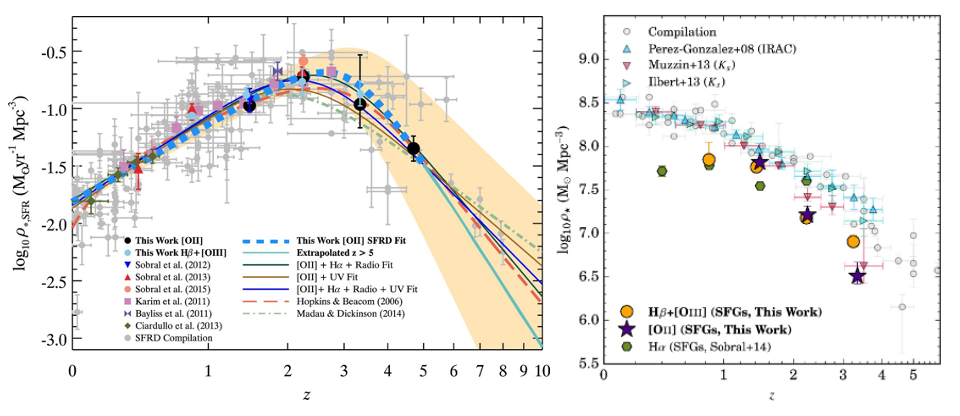 -0.5
-1.0
-1.5
-2.0
-2.5
-3.0
log₁₀ ρ⋆,SFR (M⊙yr⁻¹ Mpc⁻³)
This Work [OII]
This Work Hβ+[OIII]
Sobral et al. (2012)
Sobral et al. (2013)
Sobral et al. (2015)
Karim et al. (2011)
Bayliss et al. (2011)
Ciardullo et al. (2013)
SFRD Compilation
This Work [OII] SFRD Fit
Extrapolated z > 5
[OII] + Hα + Radio Fit
[OII] + UV Fit
[OII] + Hα + Radio + UV Fit
Hopkins & Beacom (2006)
Madau & Dickinson (2014)
0 1 2 3 4 5 6 7 8 9 10
z
9.0
8.5
8.0
7.5
7.0
6.5
6.0
5.5
log₁₀ρ⋆ (M⊙ Mpc⁻³)
Compilation
Perez-Gonzalez+08 (IRAC)
Muzzin+13 (Kₛ)
Ilbert+13 (Kₛ)
Hβ+[OIII] (SFGs, This Work)
[OII] (SFGs, This Work)
Hα (SFGs, Sobral+14)
0 1 2 3 4 5
z